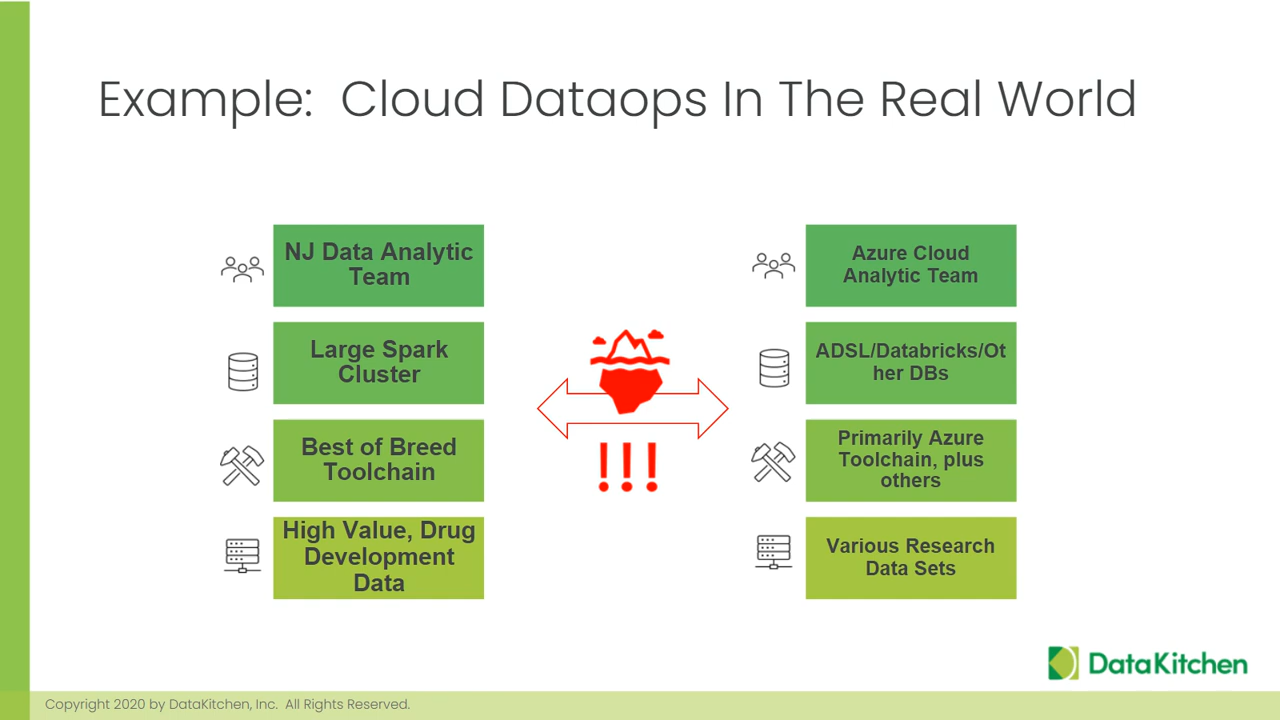 Example:  Cloud Dataops In The Real World
NJ Data Analytic
Team
Large Spark
Cluster
Best of Breed
Toolchain
High Value, Drug
Development
Data
!!!
Azure Cloud
Analytic Team
ADSL/Databricks/Ot
her DBs
Primarily Azure
Toolchain, plus
others
Various Research
Data Sets
DataKitchen
Copyright 2020 by DataKitchen, Inc.  All Rights Reserved.